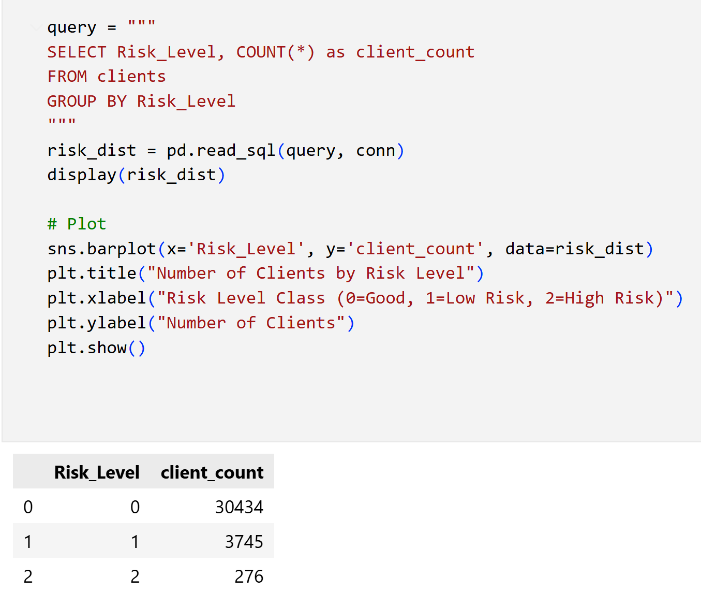 query = """
SELECT Risk_Level, COUNT(*) as client_count
FROM clients
GROUP BY Risk_Level
"""
risk_dist = pd.read_sql(query, conn)
display(risk_dist)
# Plot
sns.barplot(x='Risk_Level', y='client_count', data=risk_dist)
plt.title("Number of Clients by Risk Level")
plt.xlabel("Risk Level Class (0=Good, 1=Low Risk, 2=High Risk)")
plt.ylabel("Number of Clients")
plt.show()
Risk_Level client_count
0 0 30434
1 1 3745
2 2 276